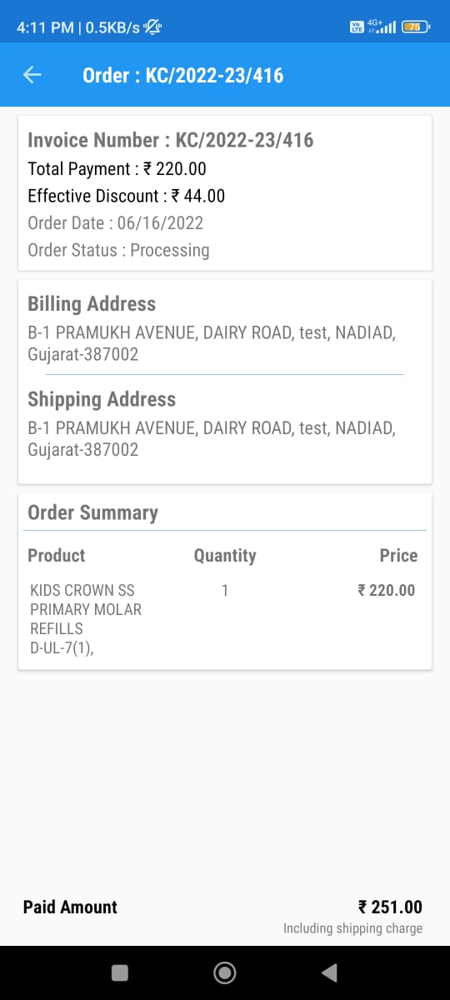 4:11 PM | 0.5KB/s
Vo LTE 4G+ 75
Order : KC/2022-23/416
Invoice Number : KC/2022-23/416
Total Payment : ₹ 220.00
Effective Discount : ₹ 44.00
Order Date : 06/16/2022
Order Status : Processing
Billing Address
B-1 PRAMUKH AVENUE, DAIRY ROAD, test, NADIAD,
Gujarat-387002
Shipping Address
B-1 PRAMUKH AVENUE, DAIRY ROAD, test, NADIAD,
Gujarat-387002
Order Summary
Product Quantity Price
KIDS CROWN SS 1 ₹ 220.00
PRIMARY MOLAR
REFILLS
D-UL-7(1),
Paid Amount ₹ 251.00
Including shipping charge